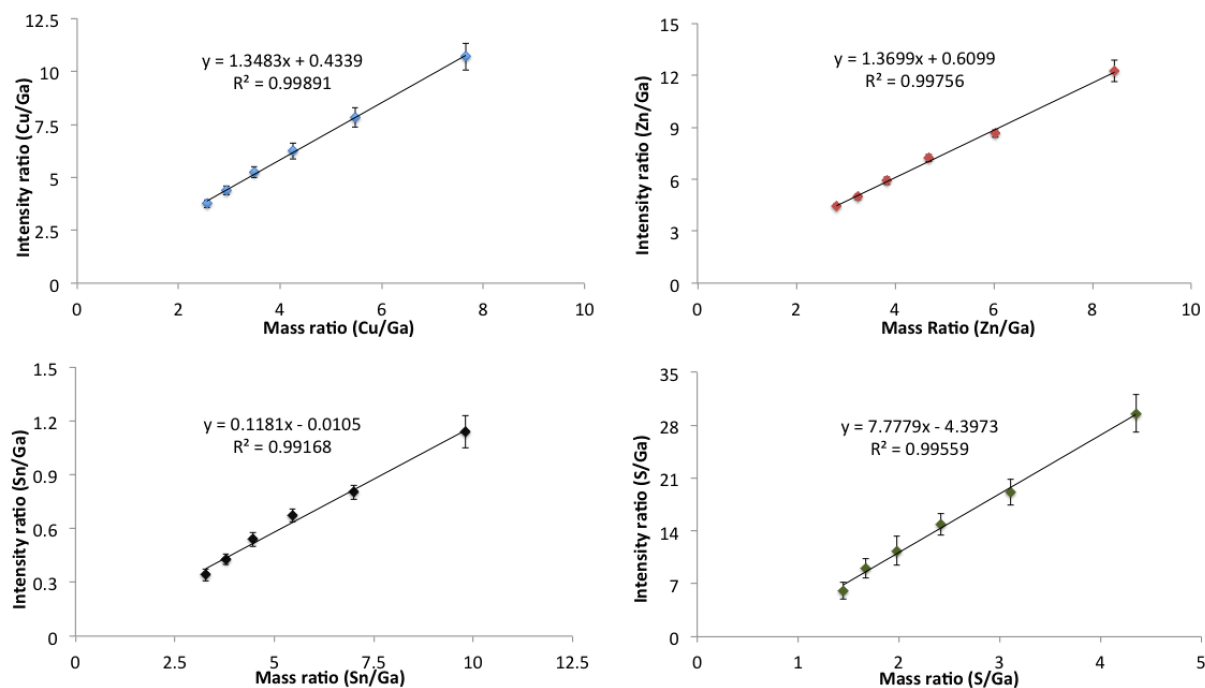 12.5
10
7.5
5
2.5
0
Intensity ratio (Cu/Ga)
y = 1.3483x + 0.4339
R² = 0.99891
0 2 4 6 8 10
Mass ratio (Cu/Ga)
15
12
9
6
3
0
Intensity ratio (Zn/Ga)
y = 1.3699x + 0.6099
R² = 0.99756
0 2 4 6 8 10
Mass Ratio (Zn/Ga)
1.5
1.2
0.9
0.6
0.3
0
Intensity ratio (Sn/Ga)
y = 0.1181x - 0.0105
R² = 0.99168
0 2.5 5 7.5 10 12.5
Mass ratio (Sn/Ga)
35
28
21
14
7
0
Intensity ratio (S/Ga)
y = 7.7779x - 4.3973
R² = 0.99559
0 1 2 3 4 5
Mass ratio (S/Ga)